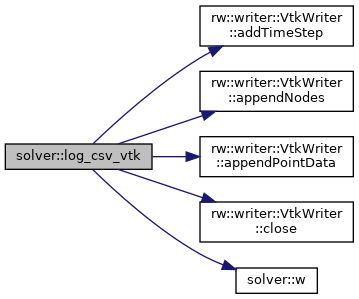 rw::writer::VtkWriter
::addTimeStep
rw::writer::VtkWriter
::appendNodes
solver::log_csv_vtk
rw::writer::VtkWriter
::appendPointData
rw::writer::VtkWriter
::close
solver::w